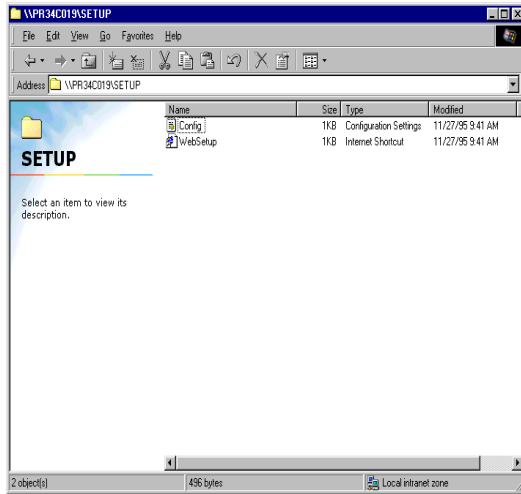 \\PR34C019\SETUP
File Edit View Go Favorites Help
Address \\PR34C019\SETUP
Name Size Type Modified
Config 1KB Configuration Settings 11/27/95 9:41 AM
WebSetup 1KB Internet Shortcut 11/27/95 9:41 AM
SETUP
Select an item to view its
description.
2 object(s) 496 bytes Local intranet zone